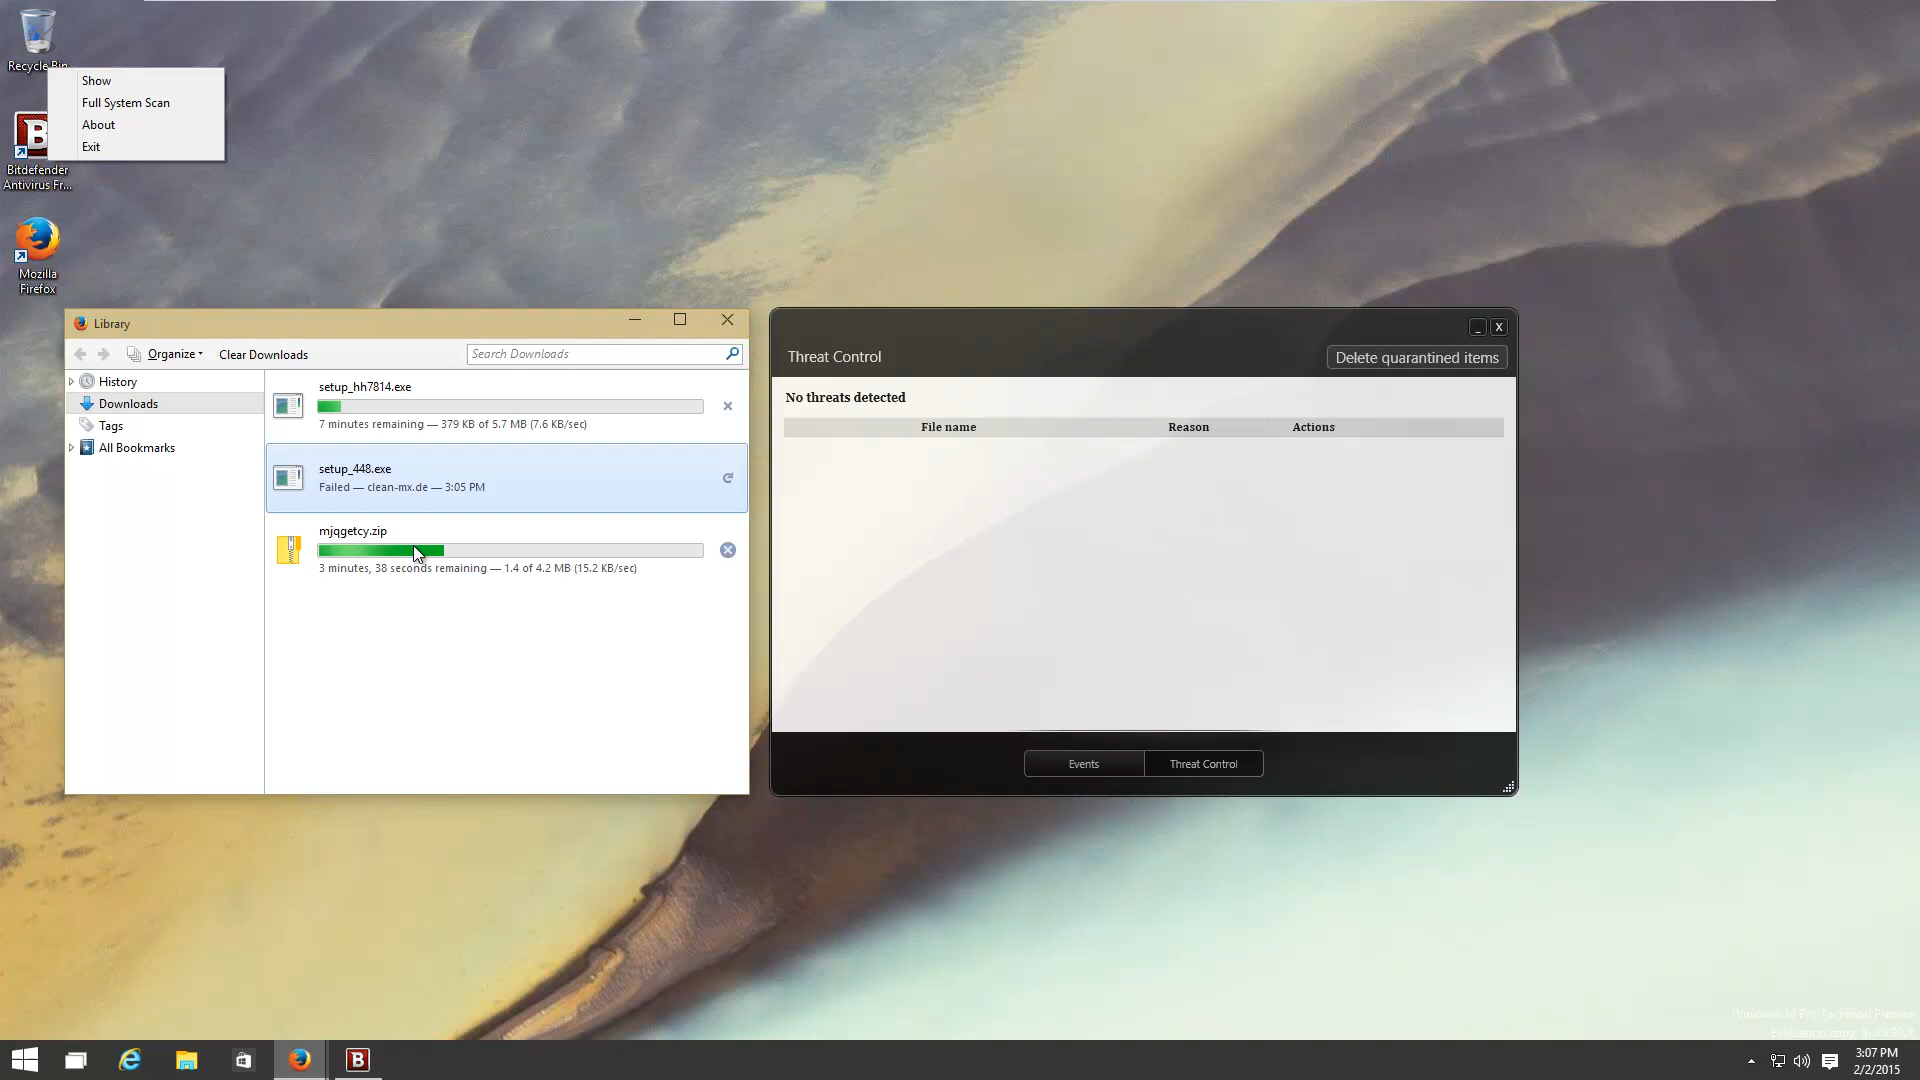 Recycle Bin
Show
Full System Scan
About
Exit
Bitdefender
Antivirus Fr...
Mozilla
Firefox
Library
Organize
Clear Downloads
Search Downloads
History
Downloads
Tags
All Bookmarks
setup_hh7814.exe
7 minutes remaining — 379 KB of 5.7 MB (7.6 KB/sec)
setup_448.exe
Failed — clean-mx.de — 3:05 PM
mjqgetcy.zip
3 minutes, 38 seconds remaining — 1.4 of 4.2 MB (15.2 KB/sec)
_ X
Threat Control
Delete quarantined items
No threats detected
File name Reason Actions
Events
Threat Control
Windows 10 Pro Technical Preview
Evaluation copy. Build 9926
B
3:07 PM
2/2/2015